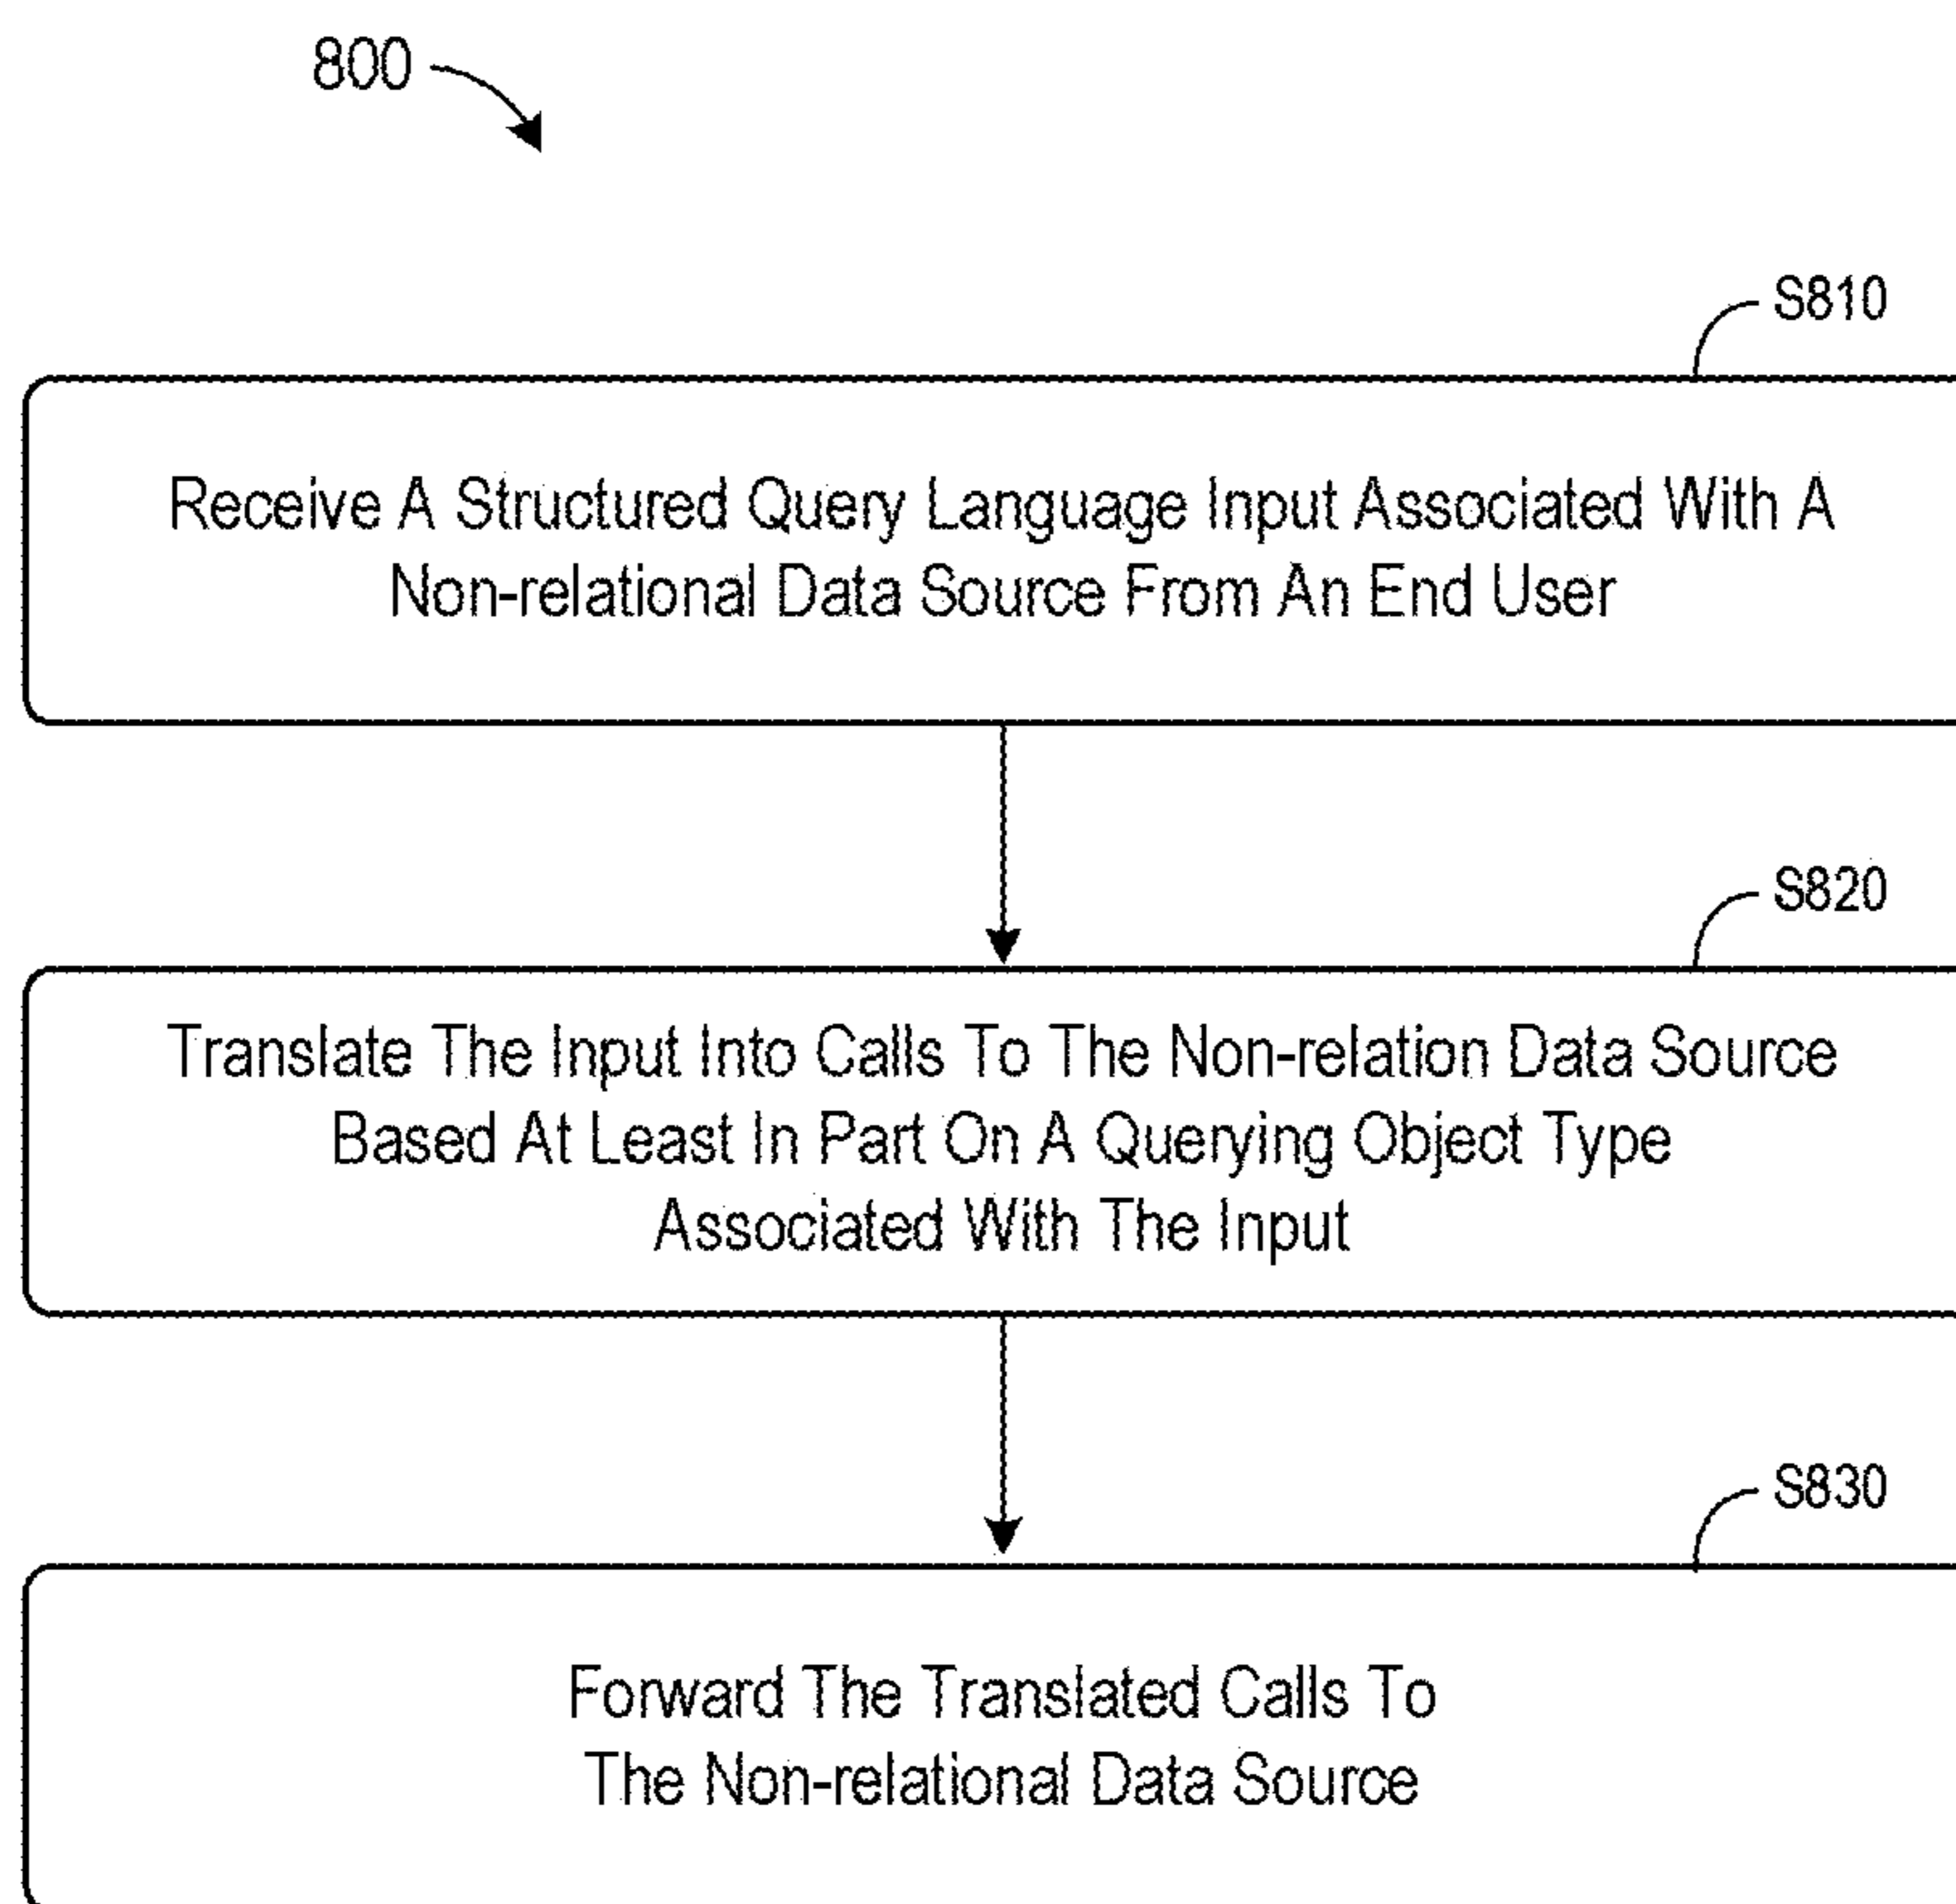 800
S810
Receive A Structured Query Language Input Associated With A
Non-relational Data Source From An End User
S820
Translate The Input Into Calls To The Non-relation Data Source
Based At Least In Part On A Querying Object Type
Associated With The Input
S830
Forward The Translated Calls To
The Non-relational Data Source